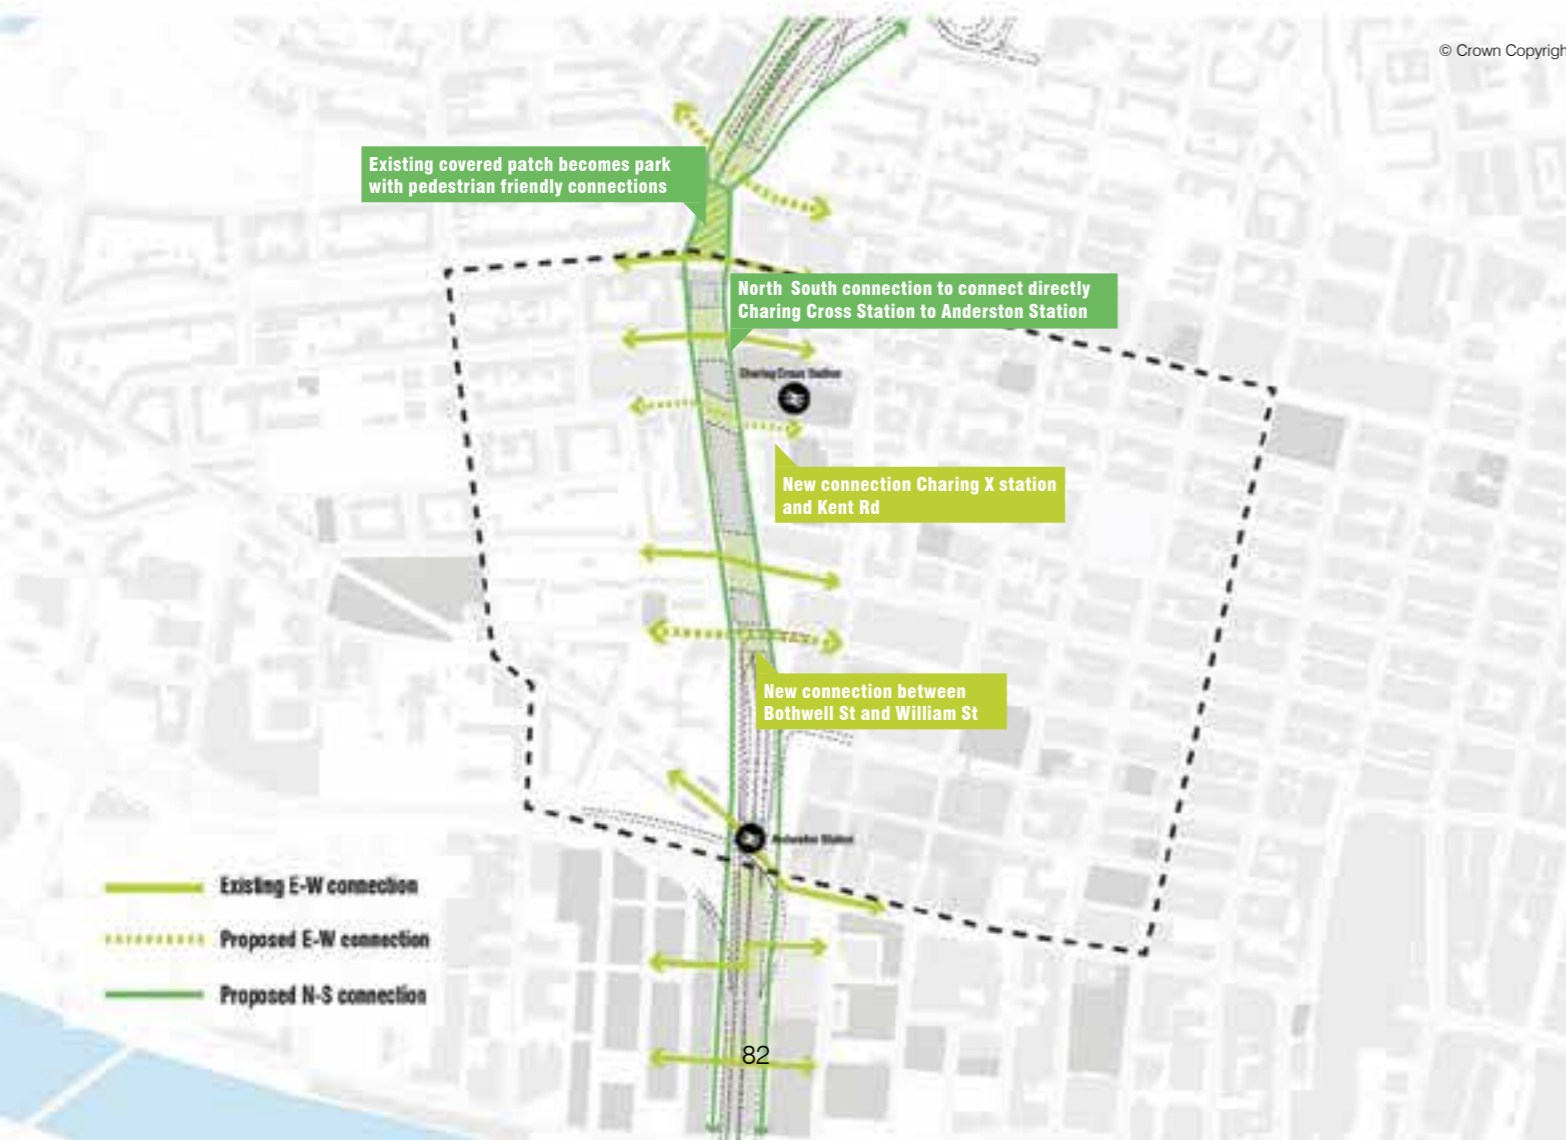 © Crown Copyrigh
Existing covered patch becomes park
with pedestrian friendly connections
North South connection to connect directly
Charing Cross Station to Anderston Station
Charing Cross Station
New connection Charing X station
and Kent Rd
New connection between
Bothwell St and William St
Anderston Station
Existing E-W connection
Proposed E-W connection
Proposed N-S connection
82